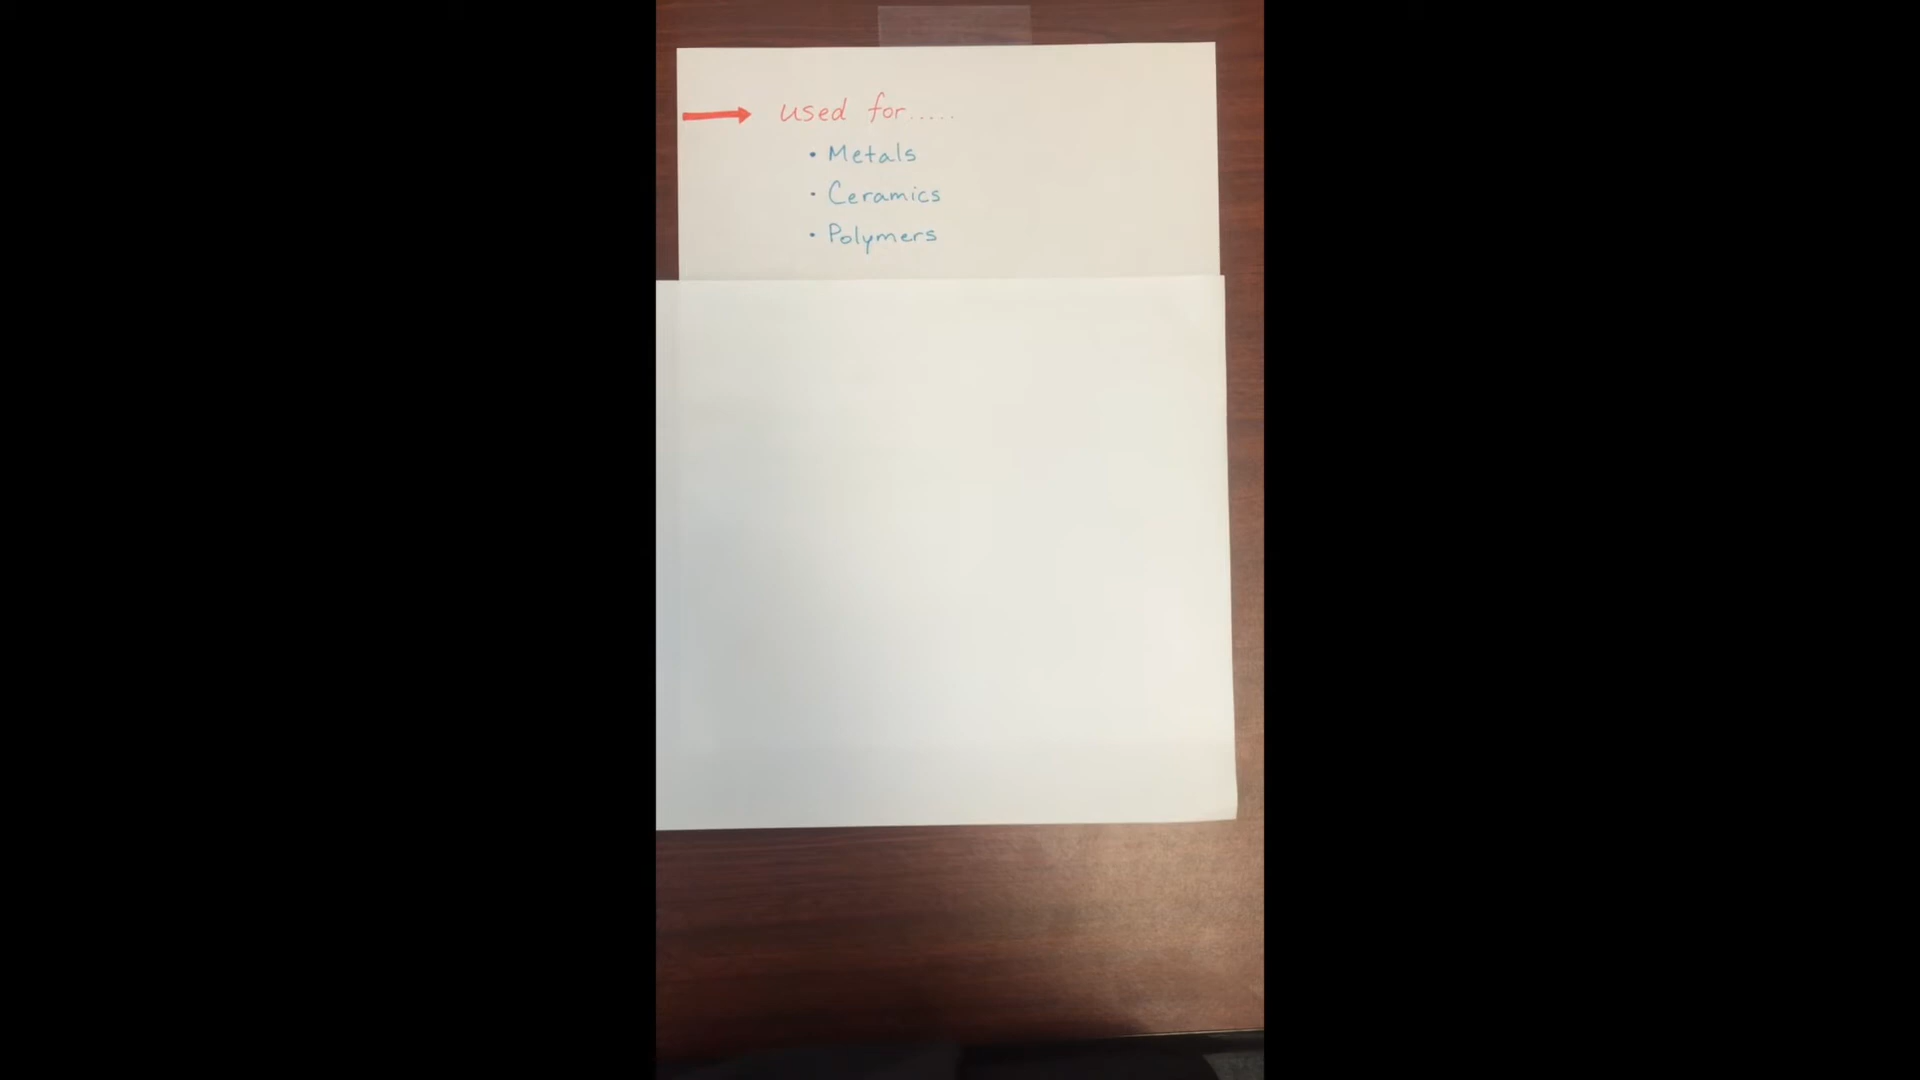 used for.....
• Metals
• Ceramics
• Polymers